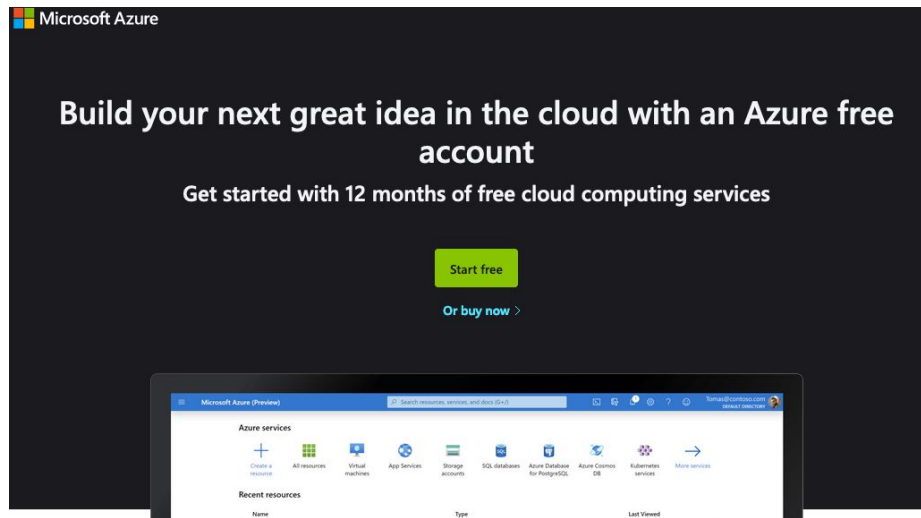 Microsoft Azure
Build your next great idea in the cloud with an Azure free
account
Get started with 12 months of free cloud computing services
Start free
Or buy now >
Microsoft Azure (Preview)
Search resources, services, and docs (G+/)
Tomas@contoso.com
DEFAULT DIRECTORY
Azure services
Create a
resource
All resources
Virtual
machines
App Services
Storage
accounts
SQL databases
Azure Database
for PostgreSQL
Azure Cosmos
DB
Kubernetes
services
More services
Recent resources
Name
Type
Last Viewed